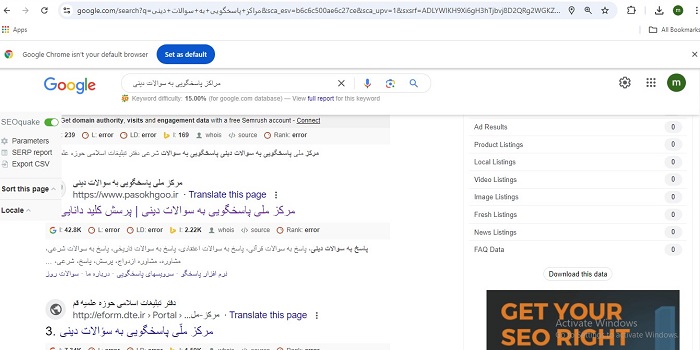 google.com/search?q=مراکز+پاسخگویی+به+سوالات+دینی&sca_esv=b6c6c500ae6c27ce&sca_upv=1&sxsrf=ADLYWIKH9Xi6gH3hTjbvj8D2QRg2WGKZ...
Apps
All Bookmarks
Google Chrome isn't your default browser
Set as default
Google
مراکز پاسخگویی به سوالات دینی
m
Keyword difficulty: 15.00% (for google.com database) — View full report for this keyword
SEOquake
Parameters
SERP report
Export CSV
Sort this page
Locale
Get domain authority, visits and engagement data with a free Semrush account - Connect
239 L: error LD: error I: 169 whois source Rank: error
مرکز ملی پاسخگویی به سوالات دینی پاسخگویی به سوالات شرعی دفتر تبلیغات اسلامی حوزه
مرکز ملی پاسخگویی به سوالات دینی
https://www.pasokhgoo.ir · Translate this page
مرکز ملی پاسخگویی به سوالات دینی | پرسش کلید دانایی
I: 42.8K L: error LD: error I: 2.22K whois source Rank: error
پاسخ به سوالات دینی، پاسخ به سوالات قرآنی، پاسخ به سوالات اعتقادی، پاسخ به سوالات تاریخی، پاسخ به سوالات شرعی،
مشاوره، مشاوره ازدواج، پرسش، پاسخ، شرعی، ...
نرم افزار پاسخگو · سرویسهای پاسخگویی · درباره ما · سوالات روز
دفتر تبلیغات اسلامی حوزه علمیه قم
http://eform.dte.ir › Portal › ...مرکز-مل · Translate this page
3. مرکز ملّی پاسخگویی به سؤالات دینی
Ad Results 0
Product Listings 0
Local Listings 0
Video Listings 0
Image Listings 0
Fresh Listings 0
News Listings 0
FAQ Data 0
Download this data
GET YOUR
SEO RIGHT
Activate Windows